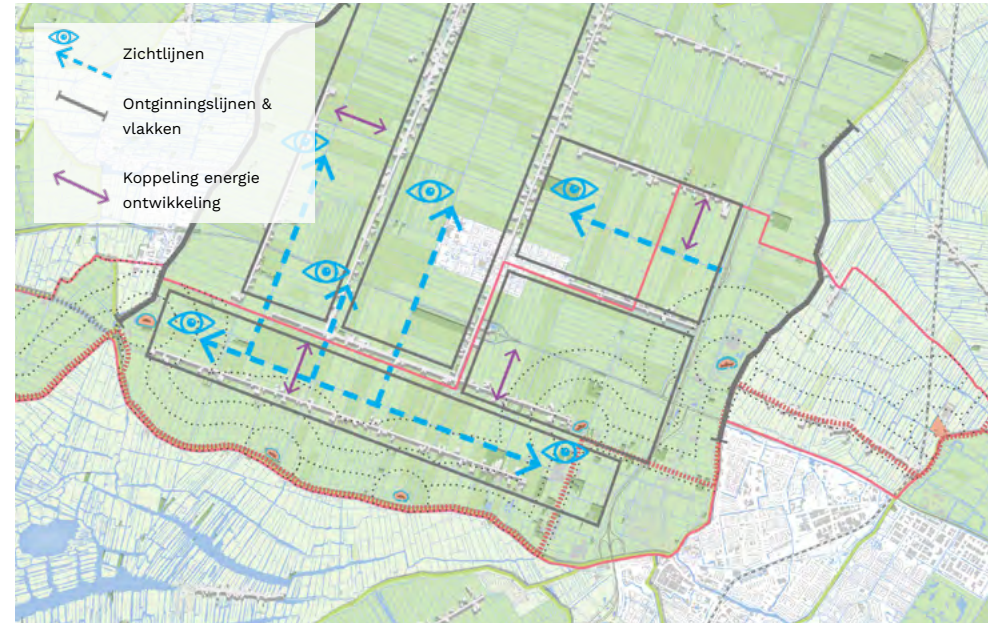 Zichtlijnen
Ontginningslijnen &
vlakken
Koppeling energie
ontwikkeling